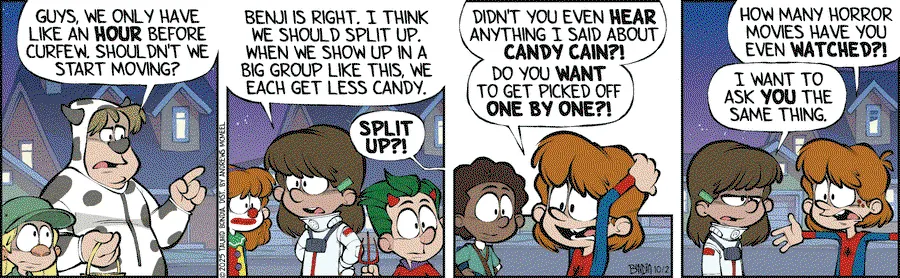 GUYS, WE ONLY HAVE
LIKE AN HOUR BEFORE
CURFEW. SHOULDN'T WE
START MOVING?
BENJI IS RIGHT. I THINK
WE SHOULD SPLIT UP.
WHEN WE SHOW UP IN A
BIG GROUP LIKE THIS, WE
EACH GET LESS CANDY.
SPLIT
UP?!
DIDN'T YOU EVEN HEAR
ANYTHING I SAID ABOUT
CANDY CAIN?!
DO YOU WANT
TO GET PICKED OFF
ONE BY ONE?!
10/2
HOW MANY HORROR
MOVIES HAVE YOU
EVEN WATCHED?!
I WANT TO
ASK YOU THE
SAME THING.